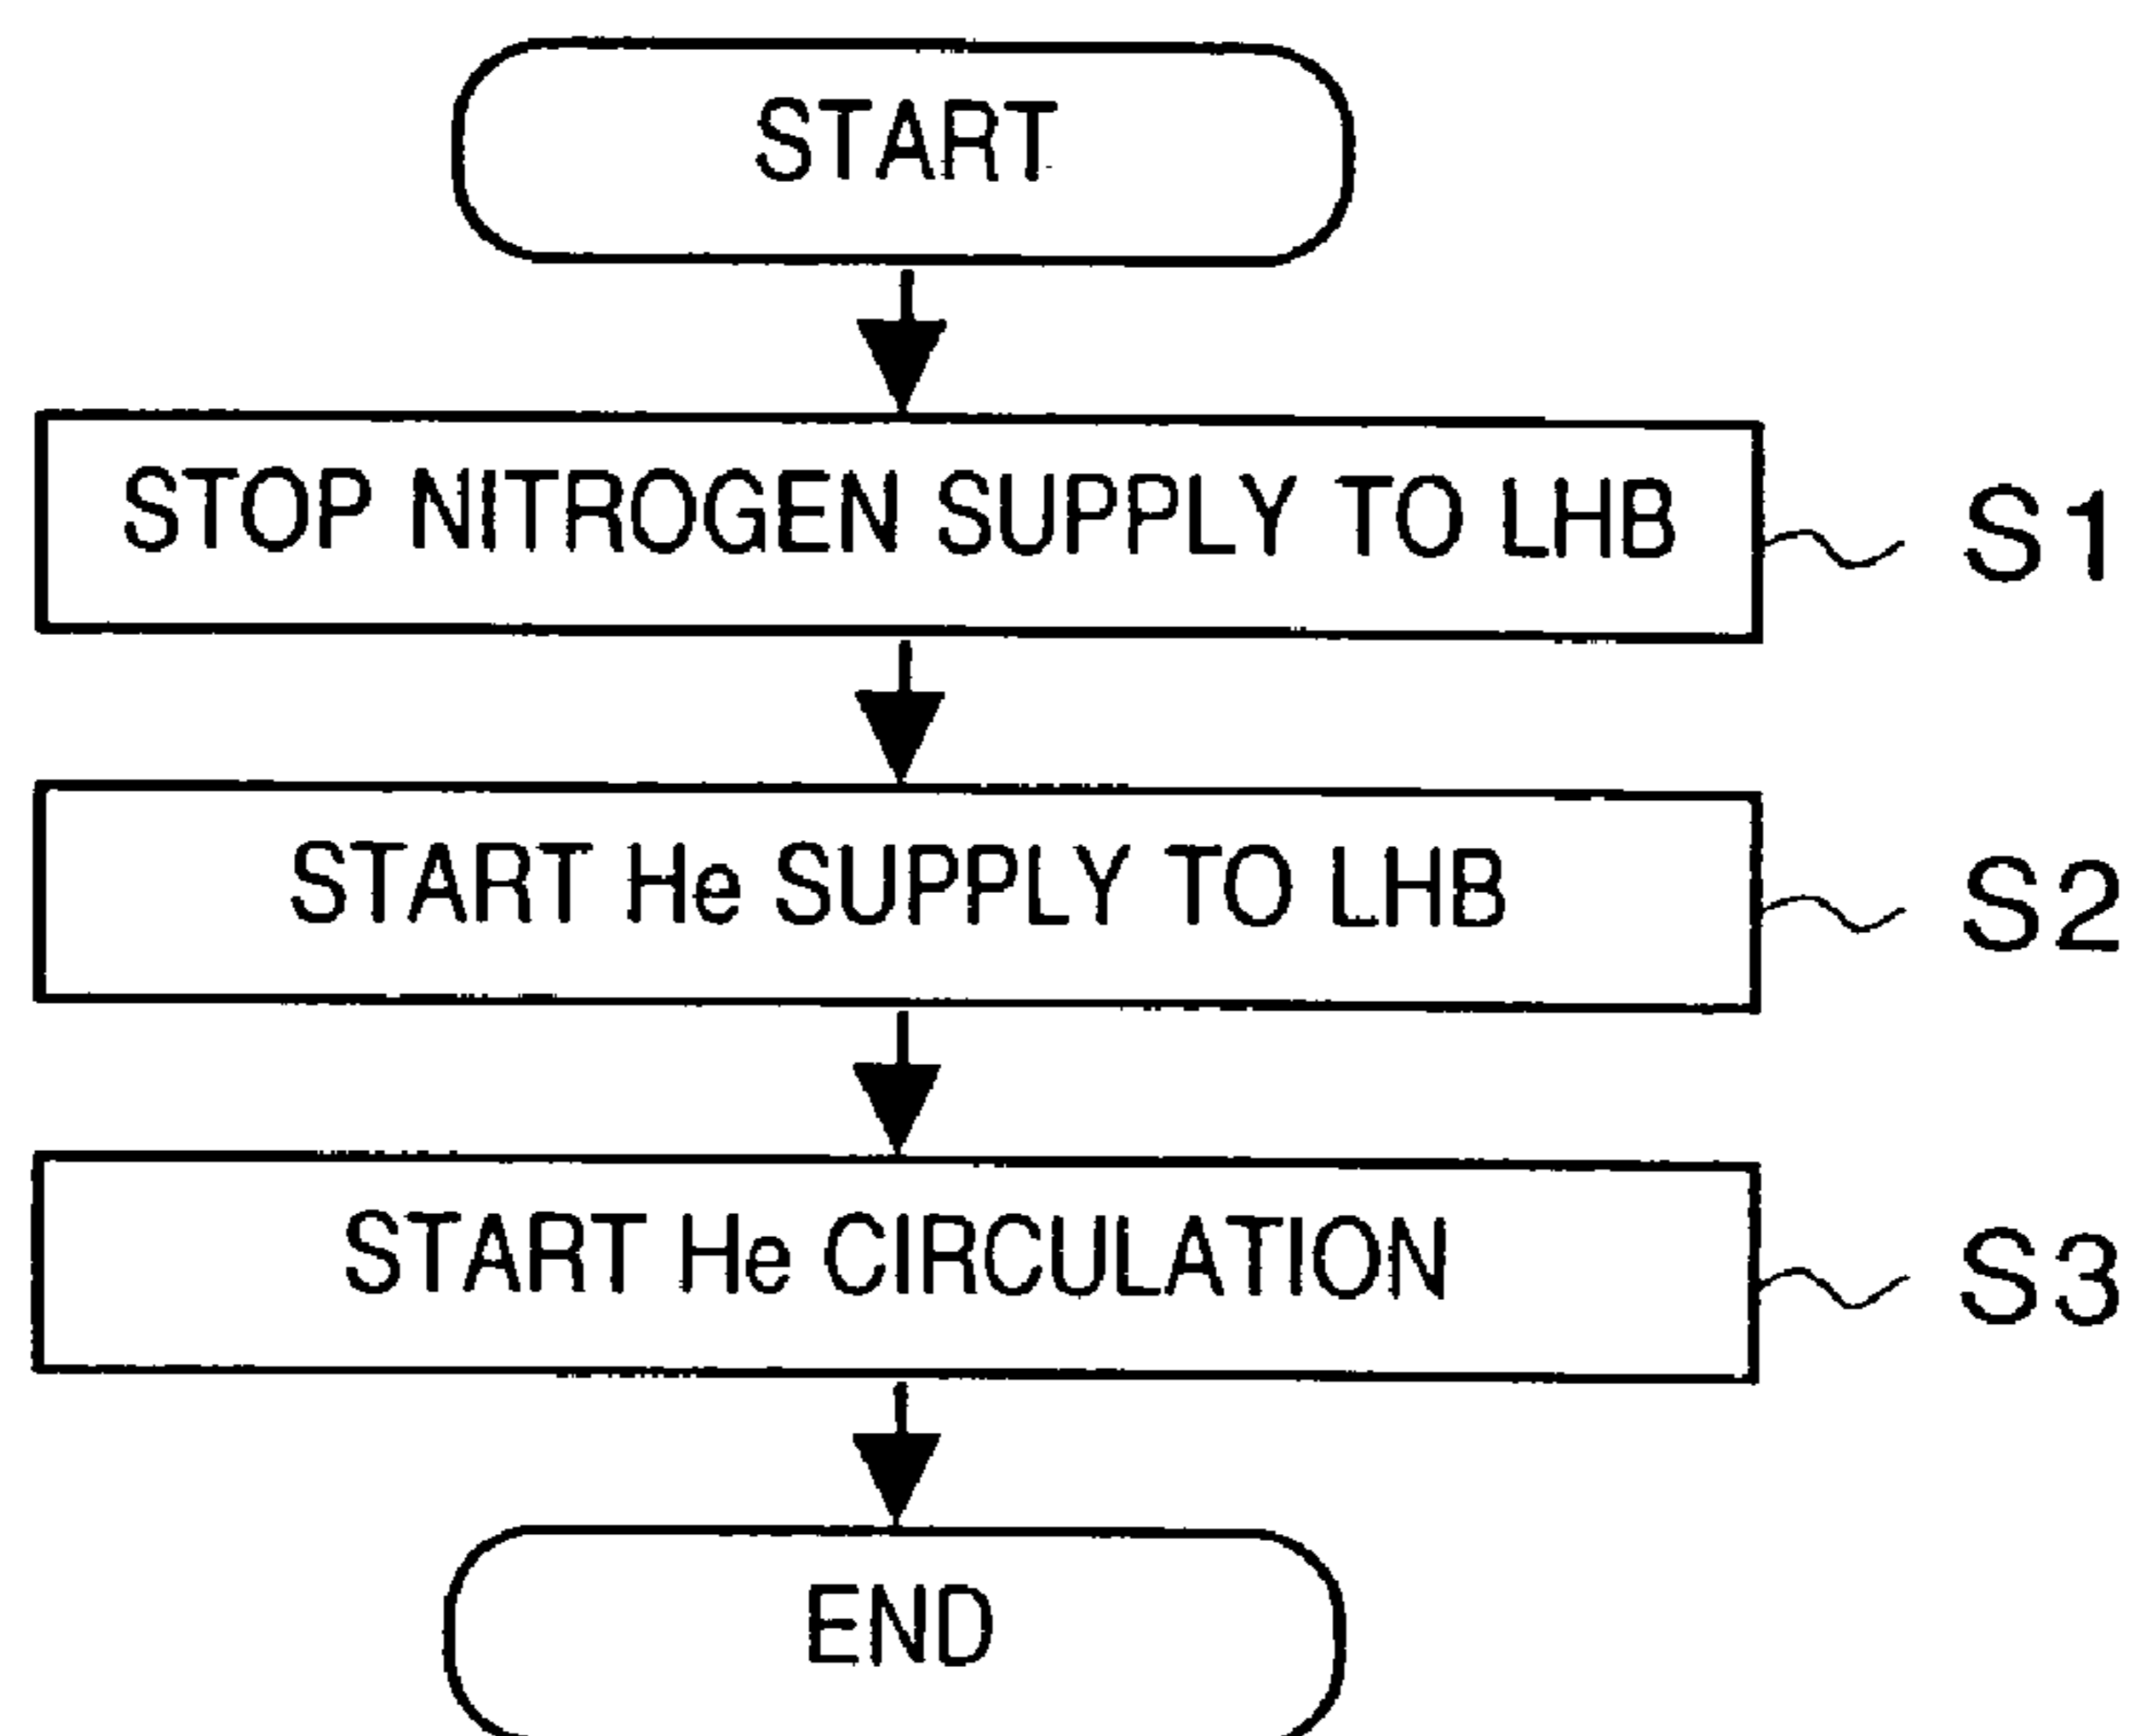 START
STOP NITROGEN SUPPLY TO LHB
S1
START He SUPPLY TO LHB
S2
START He CIRCULATION
S3
END